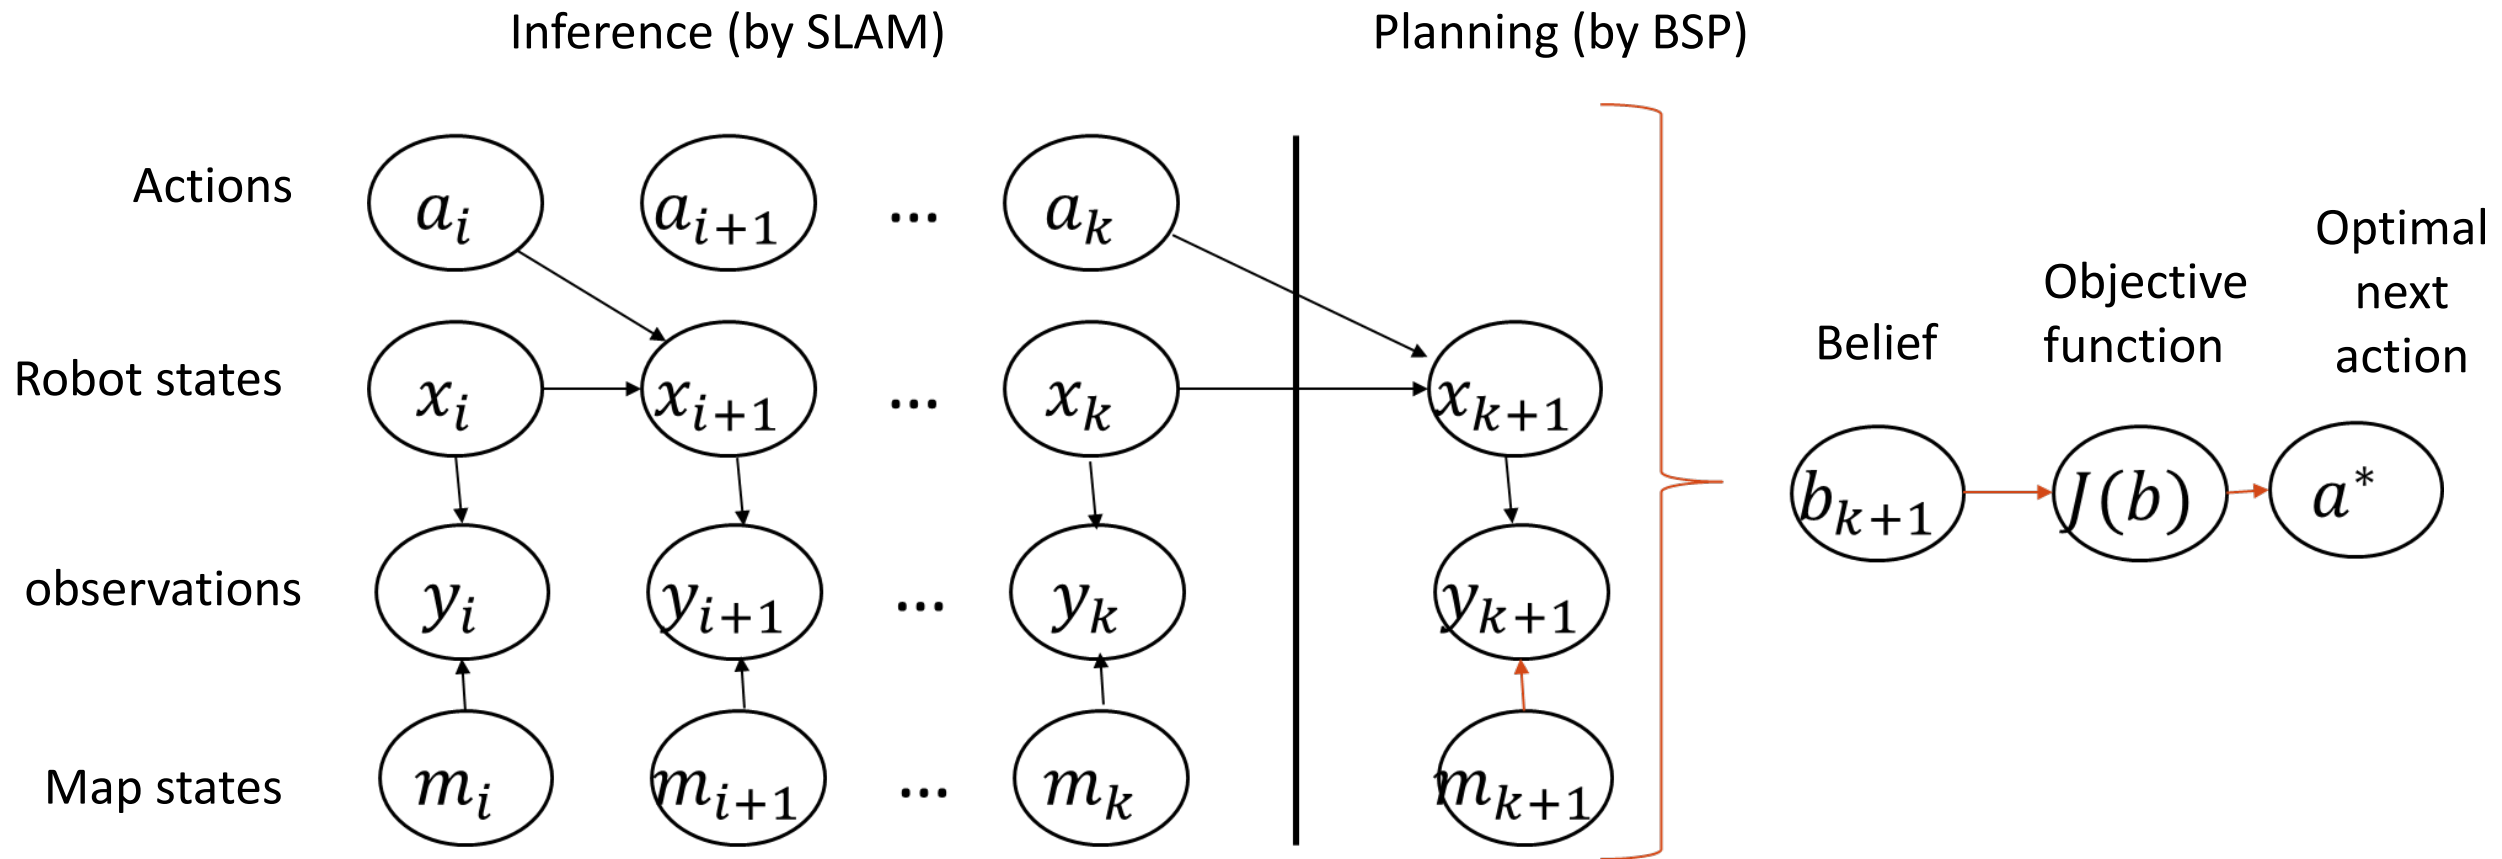 Inference (by SLAM) Planning (by BSP)
Actions a_i a_{i+1} ... a_k
Optimal
next
action
Objective
function
Belief
Robot states x_i x_{i+1} ... x_k x_{k+1}
b_{k+1} J(b) a^*
observations y_i y_{i+1} ... y_k y_{k+1}
Map states m_i m_{i+1} ... m_k m_{k+1}